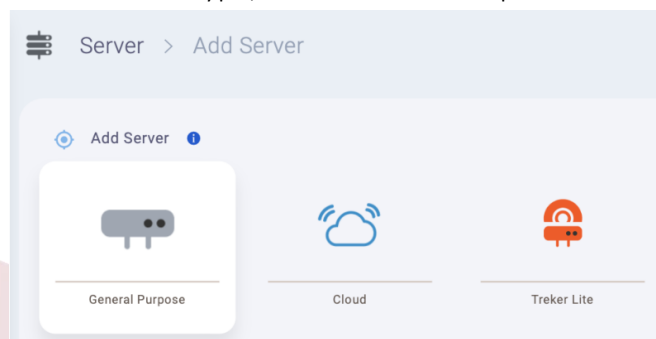 Server > Add Server
Add Server
General Purpose
Cloud
Treker Lite